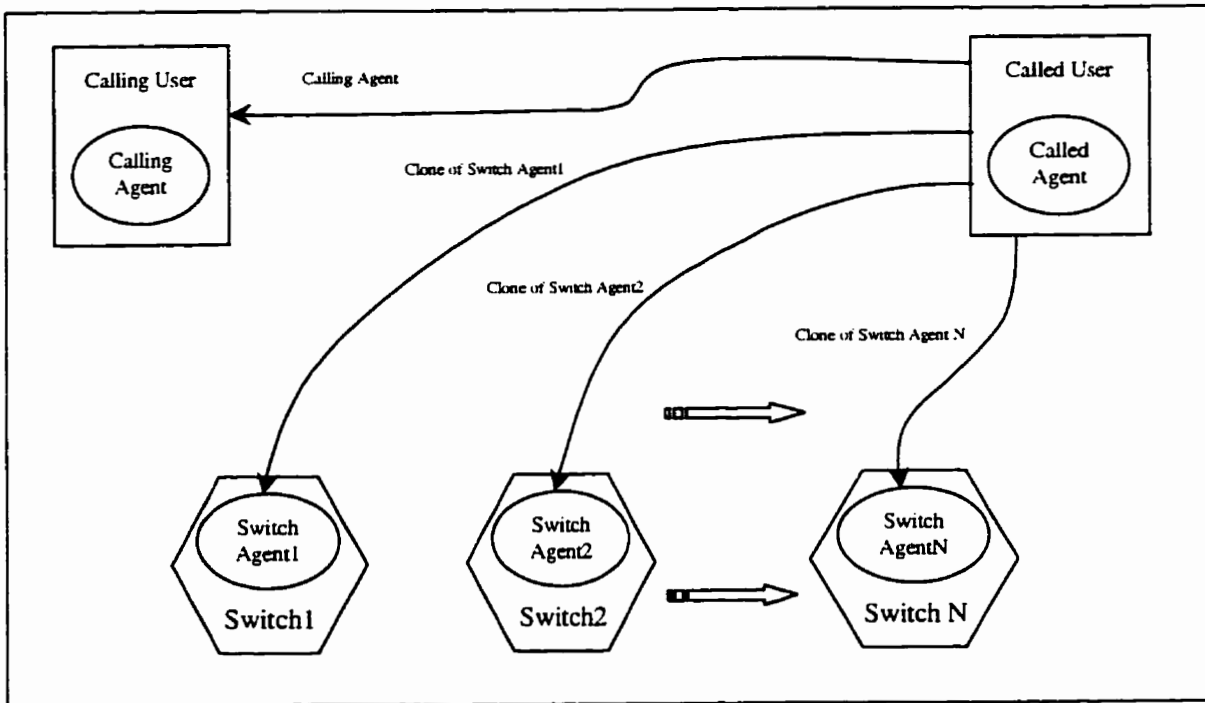 Calling User
Calling
Agent
Calling Agent
Called User
Called
Agent
Clone of Switch Agent1
Clone of Switch Agent2
Clone of Switch Agent N
Switch
Agent1
Switch1
Switch
Agent2
Switch2
Switch
AgentN
Switch N